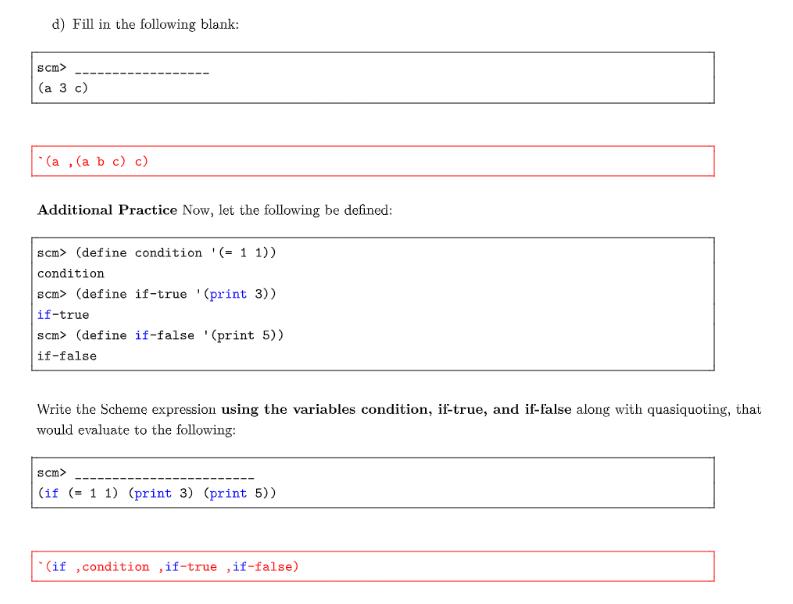 d) Fill in the following blank:
scm> __________________
(a 3 c)
`(a ,(a b c) c)
Additional Practice Now, let the following be defined:
scm> (define condition '(= 1 1))
condition
scm> (define if-true '(print 3))
if-true
scm> (define if-false '(print 5))
if-false
Write the Scheme expression using the variables condition, if-true, and if-false along with quasiquoting, that
would evaluate to the following:
scm> ________________________
(if (= 1 1) (print 3) (print 5))
`(if ,condition ,if-true ,if-false)